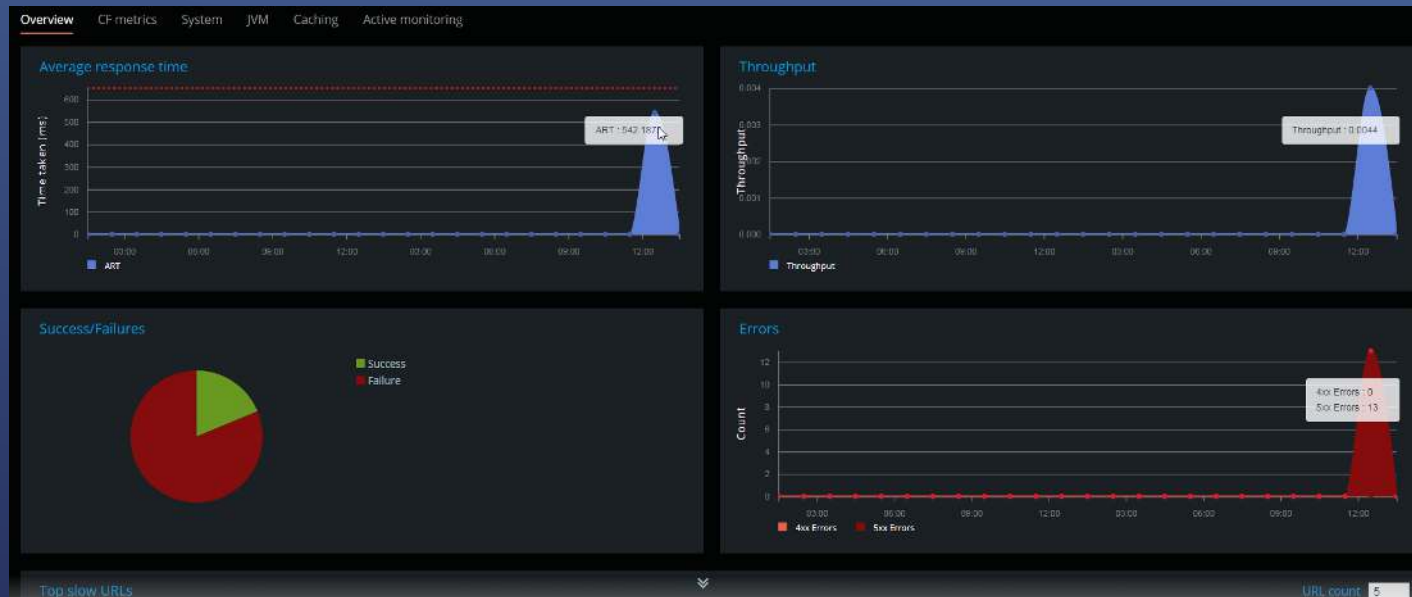 Overview CF metrics System JVM Caching Active monitoring
Average response time
Time taken (ms)
600
500
400
300
200
100
0
ART : 542.187
03:00 06:00 09:00 12:00 03:00 06:00 09:00 12:00
ART
Throughput
Throughput
0.004
0.003
0.002
0.001
0.000
Throughput : 0.0044
03:00 06:00 09:00 12:00 03:00 06:00 09:00 12:00
Throughput
Success/Failures
Success
Failure
Errors
Count
12
10
8
6
4
2
0
4xx Errors : 0
5xx Errors : 13
03:00 06:00 09:00 12:00 03:00 06:00 09:00 12:00
4xx Errors 5xx Errors
Top slow URLs
URL count 5